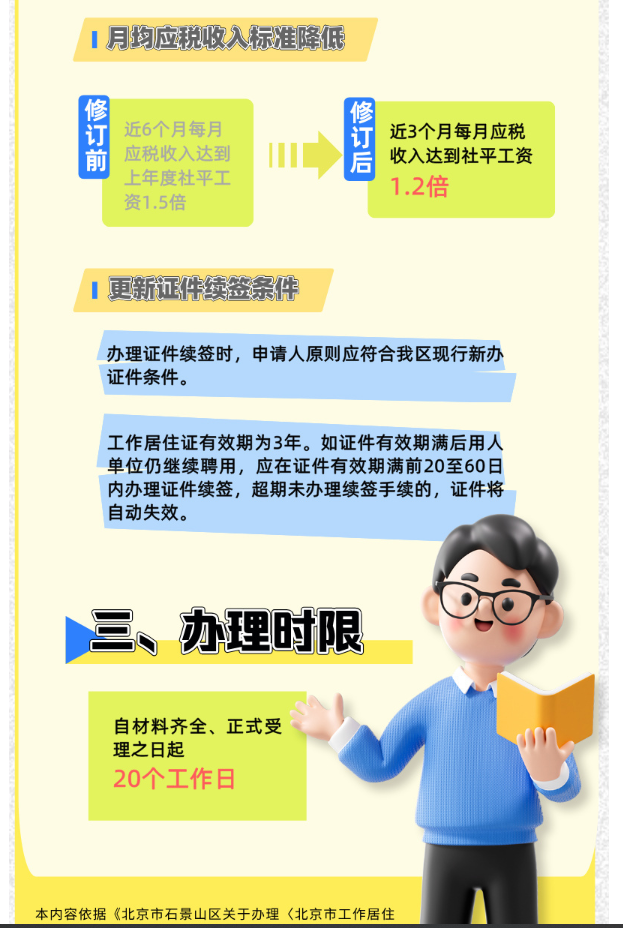 月均应税收入标准降低
修订前
近6个月每月
应税收入达到
上年度社平工
资1.5倍
修订后
近3个月每月应税
收入达到社平工资
1.2倍
更新证件续签条件
办理证件续签时，申请人原则应符合我区现行新办
证件条件。
工作居住证有效期为3年。如证件有效期满后用人
单位仍继续聘用，应在证件有效期满前20至60日
内办理证件续签，超期未办理续签手续的，证件将
自动失效。
三、办理时限
自材料齐全、正式受
理之日起
20个工作日
本内容依据《北京市石景山区关于办理〈北京市工作居住